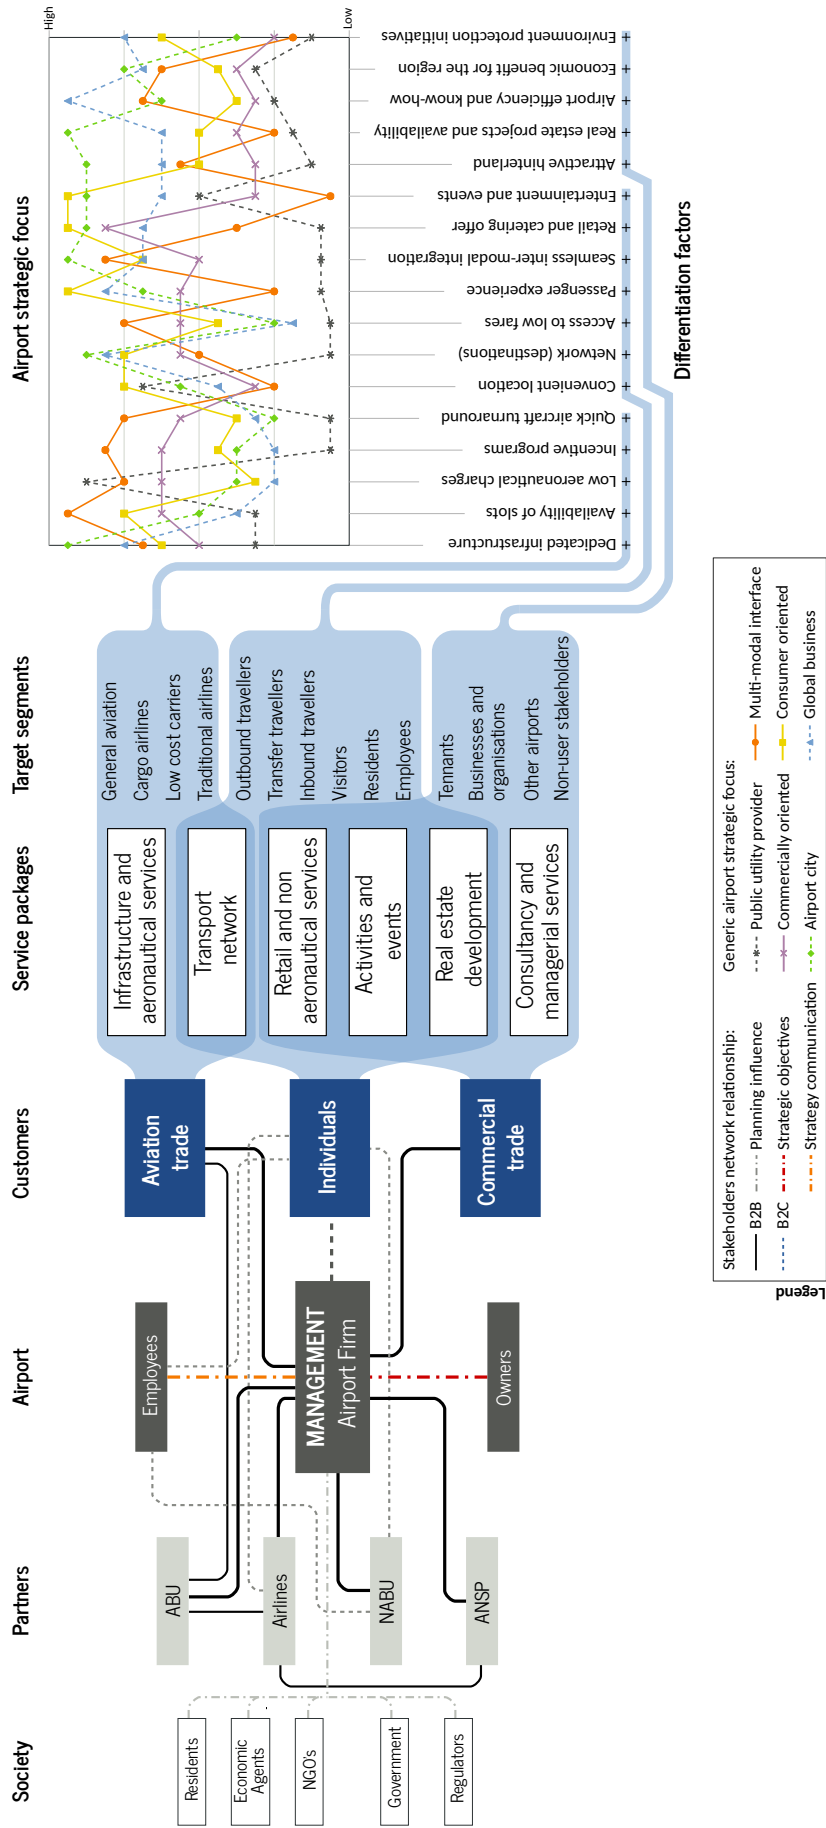 Society
Partners
Airport
Customers
Service packages
Target segments
Airport strategic focus
Residents
Economic
Agents
NGO's
Government
Regulators
ABU
Airlines
NABU
ANSP
Employees
MANAGEMENT
Airport Firm
Owners
Aviation
trade
Individuals
Commercial
trade
Infrastructure and
aeronautical services
Transport
network
Retail and non
aeronautical services
Activities and
events
Real estate
development
Consultancy and
managerial services
General aviation
Cargo airlines
Low cost carriers
Traditional airlines
Outbound travellers
Transfer travellers
Inbound travellers
Visitors
Residents
Employees
Tennants
Businesses and
organisations
Other airports
Non-user stakeholders
High
Low
Dedicated infrastructure
Availability of slots
Low aeronautical charges
Incentive programs
Quick aircraft turnaround
Convenient location
Network (destinations)
Access to low fares
Passenger experience
Seamless inter-modal integration
Retail and catering offer
Entertainment and events
Attractive hinterland
Real estate projects and availability
Airport efficiency and know-how
Economic benefit for the region
Environment protection initiatives
+ + + + + + + + + + + + + + + + +
Differentiation factors
Legend
Stakeholders network relationship:
B2B
Planning influence
B2C
Strategic objectives
Strategy communication
Generic airport strategic focus:
Public utility provider
Multi-modal interface
Commercially oriented
Consumer oriented
Airport city
Global business